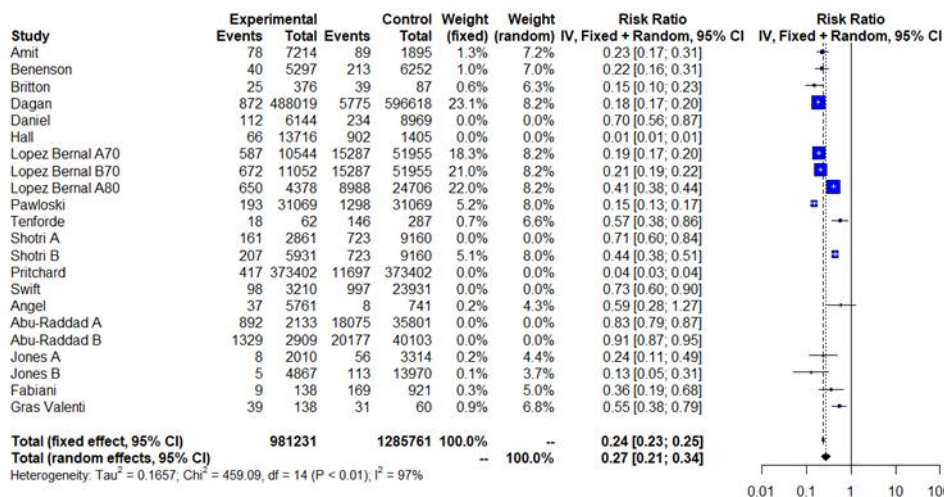 Experimental Control Weight Weight Risk Ratio Risk Ratio
Study Events Total Events Total (fixed) (random) IV, Fixed + Random, 95% CI IV, Fixed + Random, 95% CI
Amit 78 7214 89 1895 1.3% 7.2% 0.23 [0.17; 0.31]
Benenson 40 5297 213 6252 1.0% 7.0% 0.22 [0.16; 0.31]
Britton 25 376 39 87 0.6% 6.3% 0.15 [0.10; 0.23]
Dagan 872 488019 5775 596618 23.1% 8.2% 0.18 [0.17; 0.20]
Daniel 112 6144 234 8969 0.0% 0.0% 0.70 [0.56; 0.87]
Hall 66 13716 902 1405 0.0% 0.0% 0.01 [0.01; 0.01]
Lopez Bernal A70 587 10544 15287 51955 18.3% 8.2% 0.19 [0.17; 0.20]
Lopez Bernal B70 672 11052 15287 51955 21.0% 8.2% 0.21 [0.19; 0.22]
Lopez Bernal A80 650 4378 8988 24706 22.0% 8.2% 0.41 [0.38; 0.44]
Pawloski 193 31069 1298 31069 5.2% 8.0% 0.15 [0.13; 0.17]
Tenforde 18 62 146 287 0.7% 6.6% 0.57 [0.38; 0.86]
Shotri A 161 2861 723 9160 0.0% 0.0% 0.71 [0.60; 0.84]
Shotri B 207 5931 723 9160 5.1% 8.0% 0.44 [0.38; 0.51]
Pritchard 417 373402 11697 373402 0.0% 0.0% 0.04 [0.03; 0.04]
Swift 98 3210 997 23931 0.0% 0.0% 0.73 [0.60; 0.90]
Angel 37 5761 8 741 0.2% 4.3% 0.59 [0.28; 1.27]
Abu-Raddad A 892 2133 18075 35801 0.0% 0.0% 0.83 [0.79; 0.87]
Abu-Raddad B 1329 2909 20177 40103 0.0% 0.0% 0.91 [0.87; 0.95]
Jones A 8 2010 56 3314 0.2% 4.4% 0.24 [0.11; 0.49]
Jones B 5 4867 113 13970 0.1% 3.7% 0.13 [0.05; 0.31]
Fabiani 9 138 169 921 0.3% 5.0% 0.36 [0.19; 0.68]
Gras Valenti 39 138 31 60 0.9% 6.8% 0.55 [0.38; 0.79]
Total (fixed effect, 95% CI) 981231 1285761 100.0% -- 0.24 [0.23; 0.25]
Total (random effects, 95% CI) -- 100.0% 0.27 [0.21; 0.34]
Heterogeneity: Tau² = 0.1657; Chi² = 459.09, df = 14 (P < 0.01); I² = 97%
0.01 0.1 1 10 100